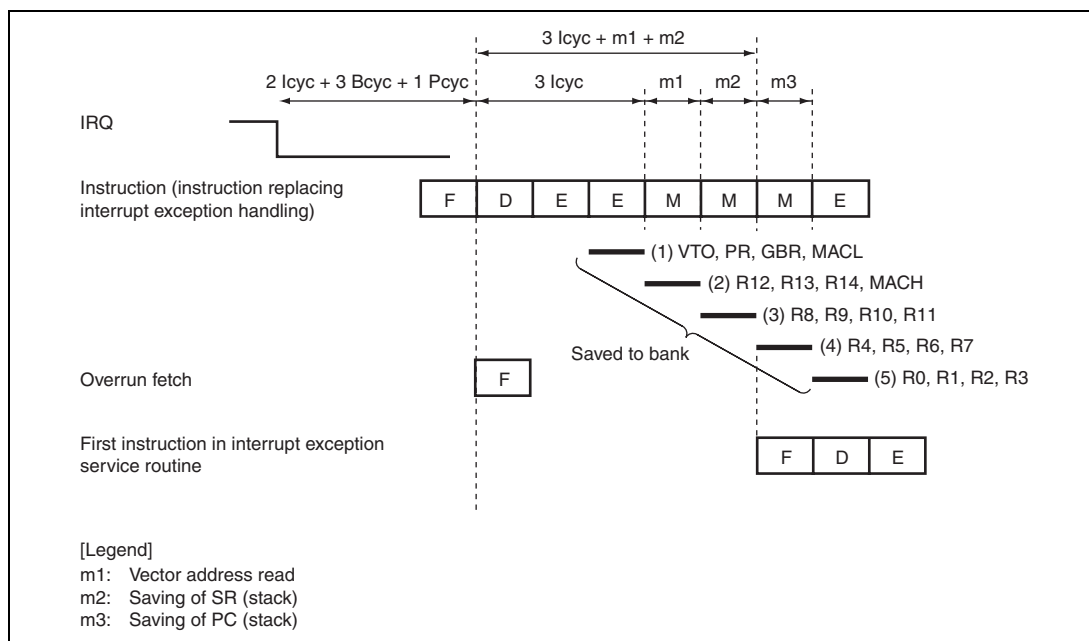 3 Icyc + m1 + m2
2 Icyc + 3 Bcyc + 1 Pcyc
3 Icyc
m1
m2
m3
IRQ
Instruction (instruction replacing
interrupt exception handling)
F D E E M M M E
(1) VTO, PR, GBR, MACL
(2) R12, R13, R14, MACH
(3) R8, R9, R10, R11
Saved to bank
(4) R4, R5, R6, R7
(5) R0, R1, R2, R3
Overrun fetch
F
First instruction in interrupt exception
service routine
F D E
[Legend]
m1: Vector address read
m2: Saving of SR (stack)
m3: Saving of PC (stack)